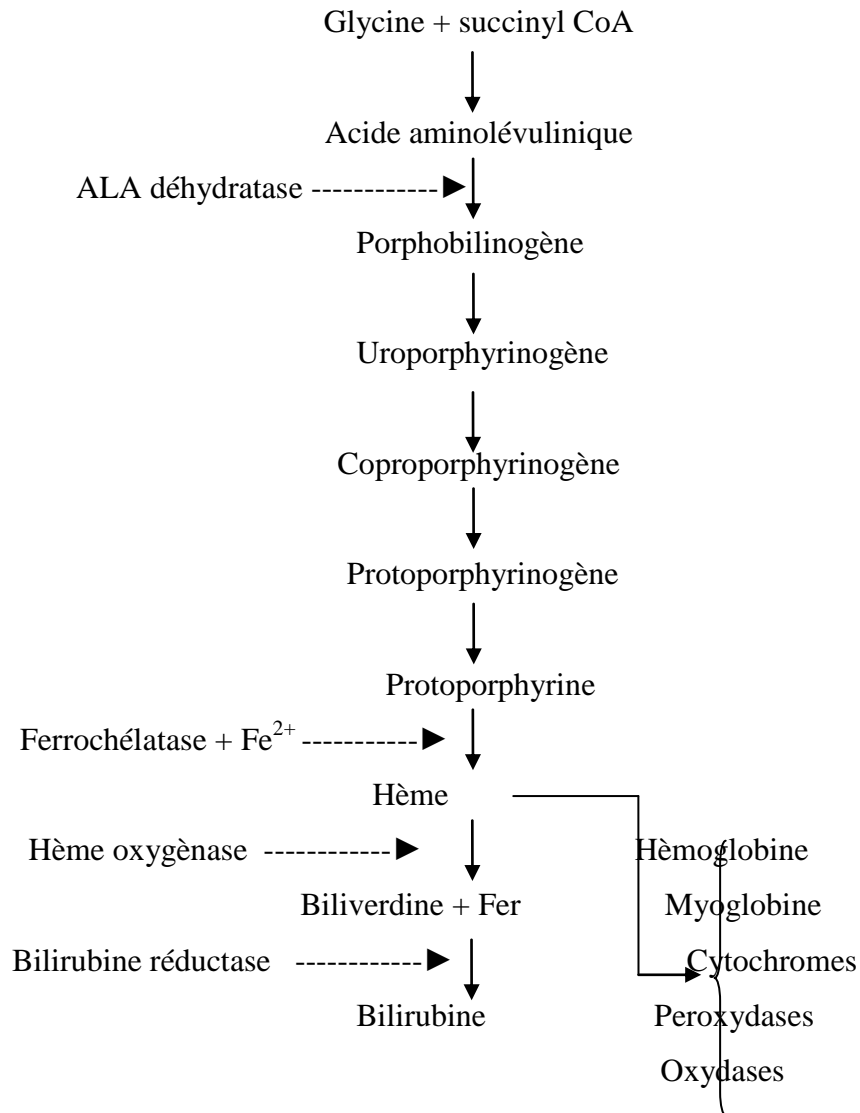 Glycine + succinyl CoA
Acide aminolévulinique
ALA déhydratase
Porphobilinogène
Uroporphyrinogène
Coproporphyrinogène
Protoporphyrinogène
Protoporphyrine
Ferrochélatase + Fe²⁺
Hème
Hème oxygènase
Hèmoglobine
Biliverdine + Fer
Myoglobine
Bilirubine réductase
Cytochromes
Bilirubine
Peroxydases
Oxydases